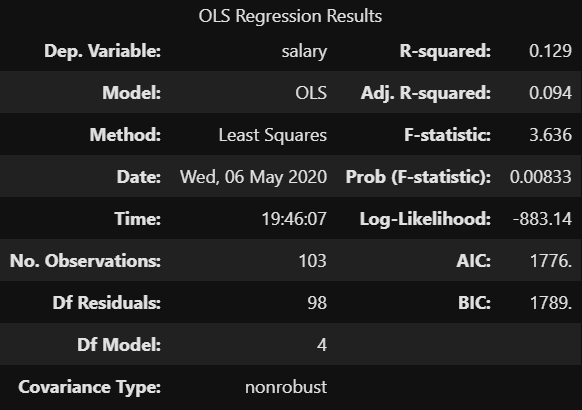 OLS Regression Results
Dep. Variable: salary R-squared: 0.129
Model: OLS Adj. R-squared: 0.094
Method: Least Squares F-statistic: 3.636
Date: Wed, 06 May 2020 Prob (F-statistic): 0.00833
Time: 19:46:07 Log-Likelihood: -883.14
No. Observations: 103 AIC: 1776.
Df Residuals: 98 BIC: 1789.
Df Model: 4
Covariance Type: nonrobust